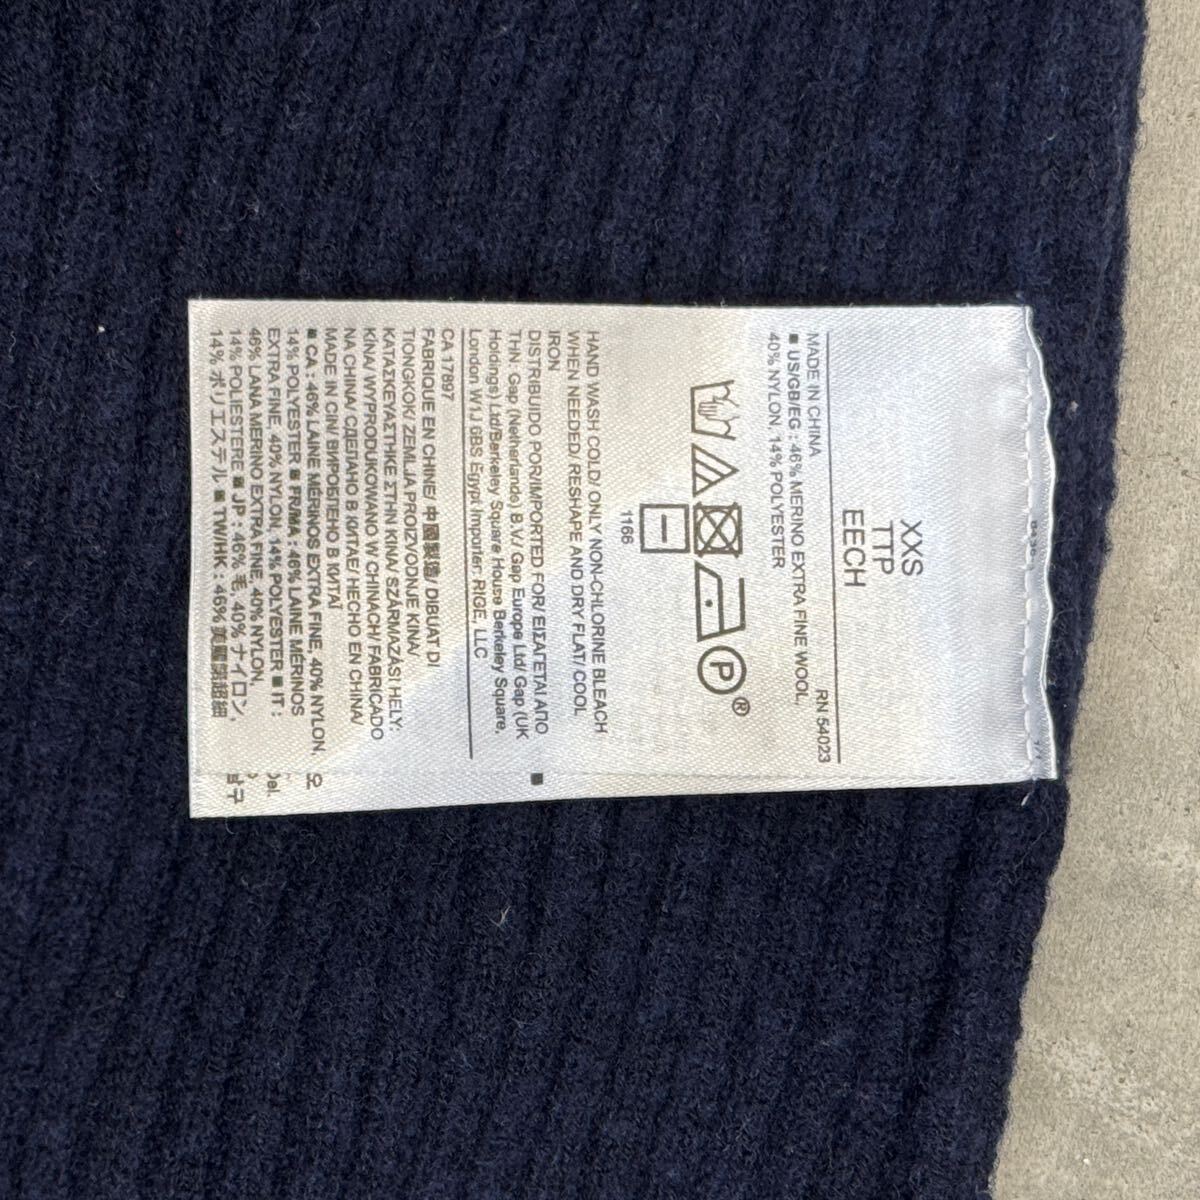 XXS
TTP
EECH
RN 54023
MADE IN CHINA
■ US/GB/EG : 46% MERINO EXTRA FINE WOOL,
40% NYLON, 14% POLYESTER
P
®
1166
HAND WASH COLD/ ONLY NON-CHLORINE BLEACH
WHEN NEEDED/ RESHAPE AND DRY FLAT/ COOL
IRON
DISTRIBUIDO POR/IMPORTED FOR/ ΕΙΣΑΓΕΤΑΙ ΑΠΟ
ΤΗΝ Gap (Netherlands) B.V./ Gap Europe Ltd/ Gap (UK
Holdings) Ltd/Berkeley Square House Berkeley Square,
London W1J 6BS Egypt Importer: RIGE, LLC
CA 17897
FABRIQUE EN CHINE/ 中國製造/ DIBUAT DI
TIONGKOK/ ZEMLJA PROIZVODNJE KINA/
ΚΑΤΑΣΚΕΥΑΣΤΗΚΕ ΣΤΗΝ ΚΙΝΑ/ SZÁRMAZÁSI HELY:
KÍNA/ WYPRODUKOWANO W CHINACH/ FABRICADO
NA CHINA/ СДЕЛАНО В КИТАЕ/ HECHO EN CHINA/
MADE IN CIN/ ВИРОБЛЕНО В КИТАЇ
■ CA : 46% LAINE MÉRINOS EXTRA FINE, 40% NYLON,
14% POLYESTER ■ FR/MA : 46% LAINE MÉRINOS
EXTRA FINE, 40% NYLON, 14% POLYESTER ■ IT :
46% LANA MERINO EXTRA FINE, 40% NYLON,
14% POLIESTERE ■ JP : 46% 毛, 40% ナイロン,
14% ポリエステル ■ TW/HK : 46% 美麗諾超細